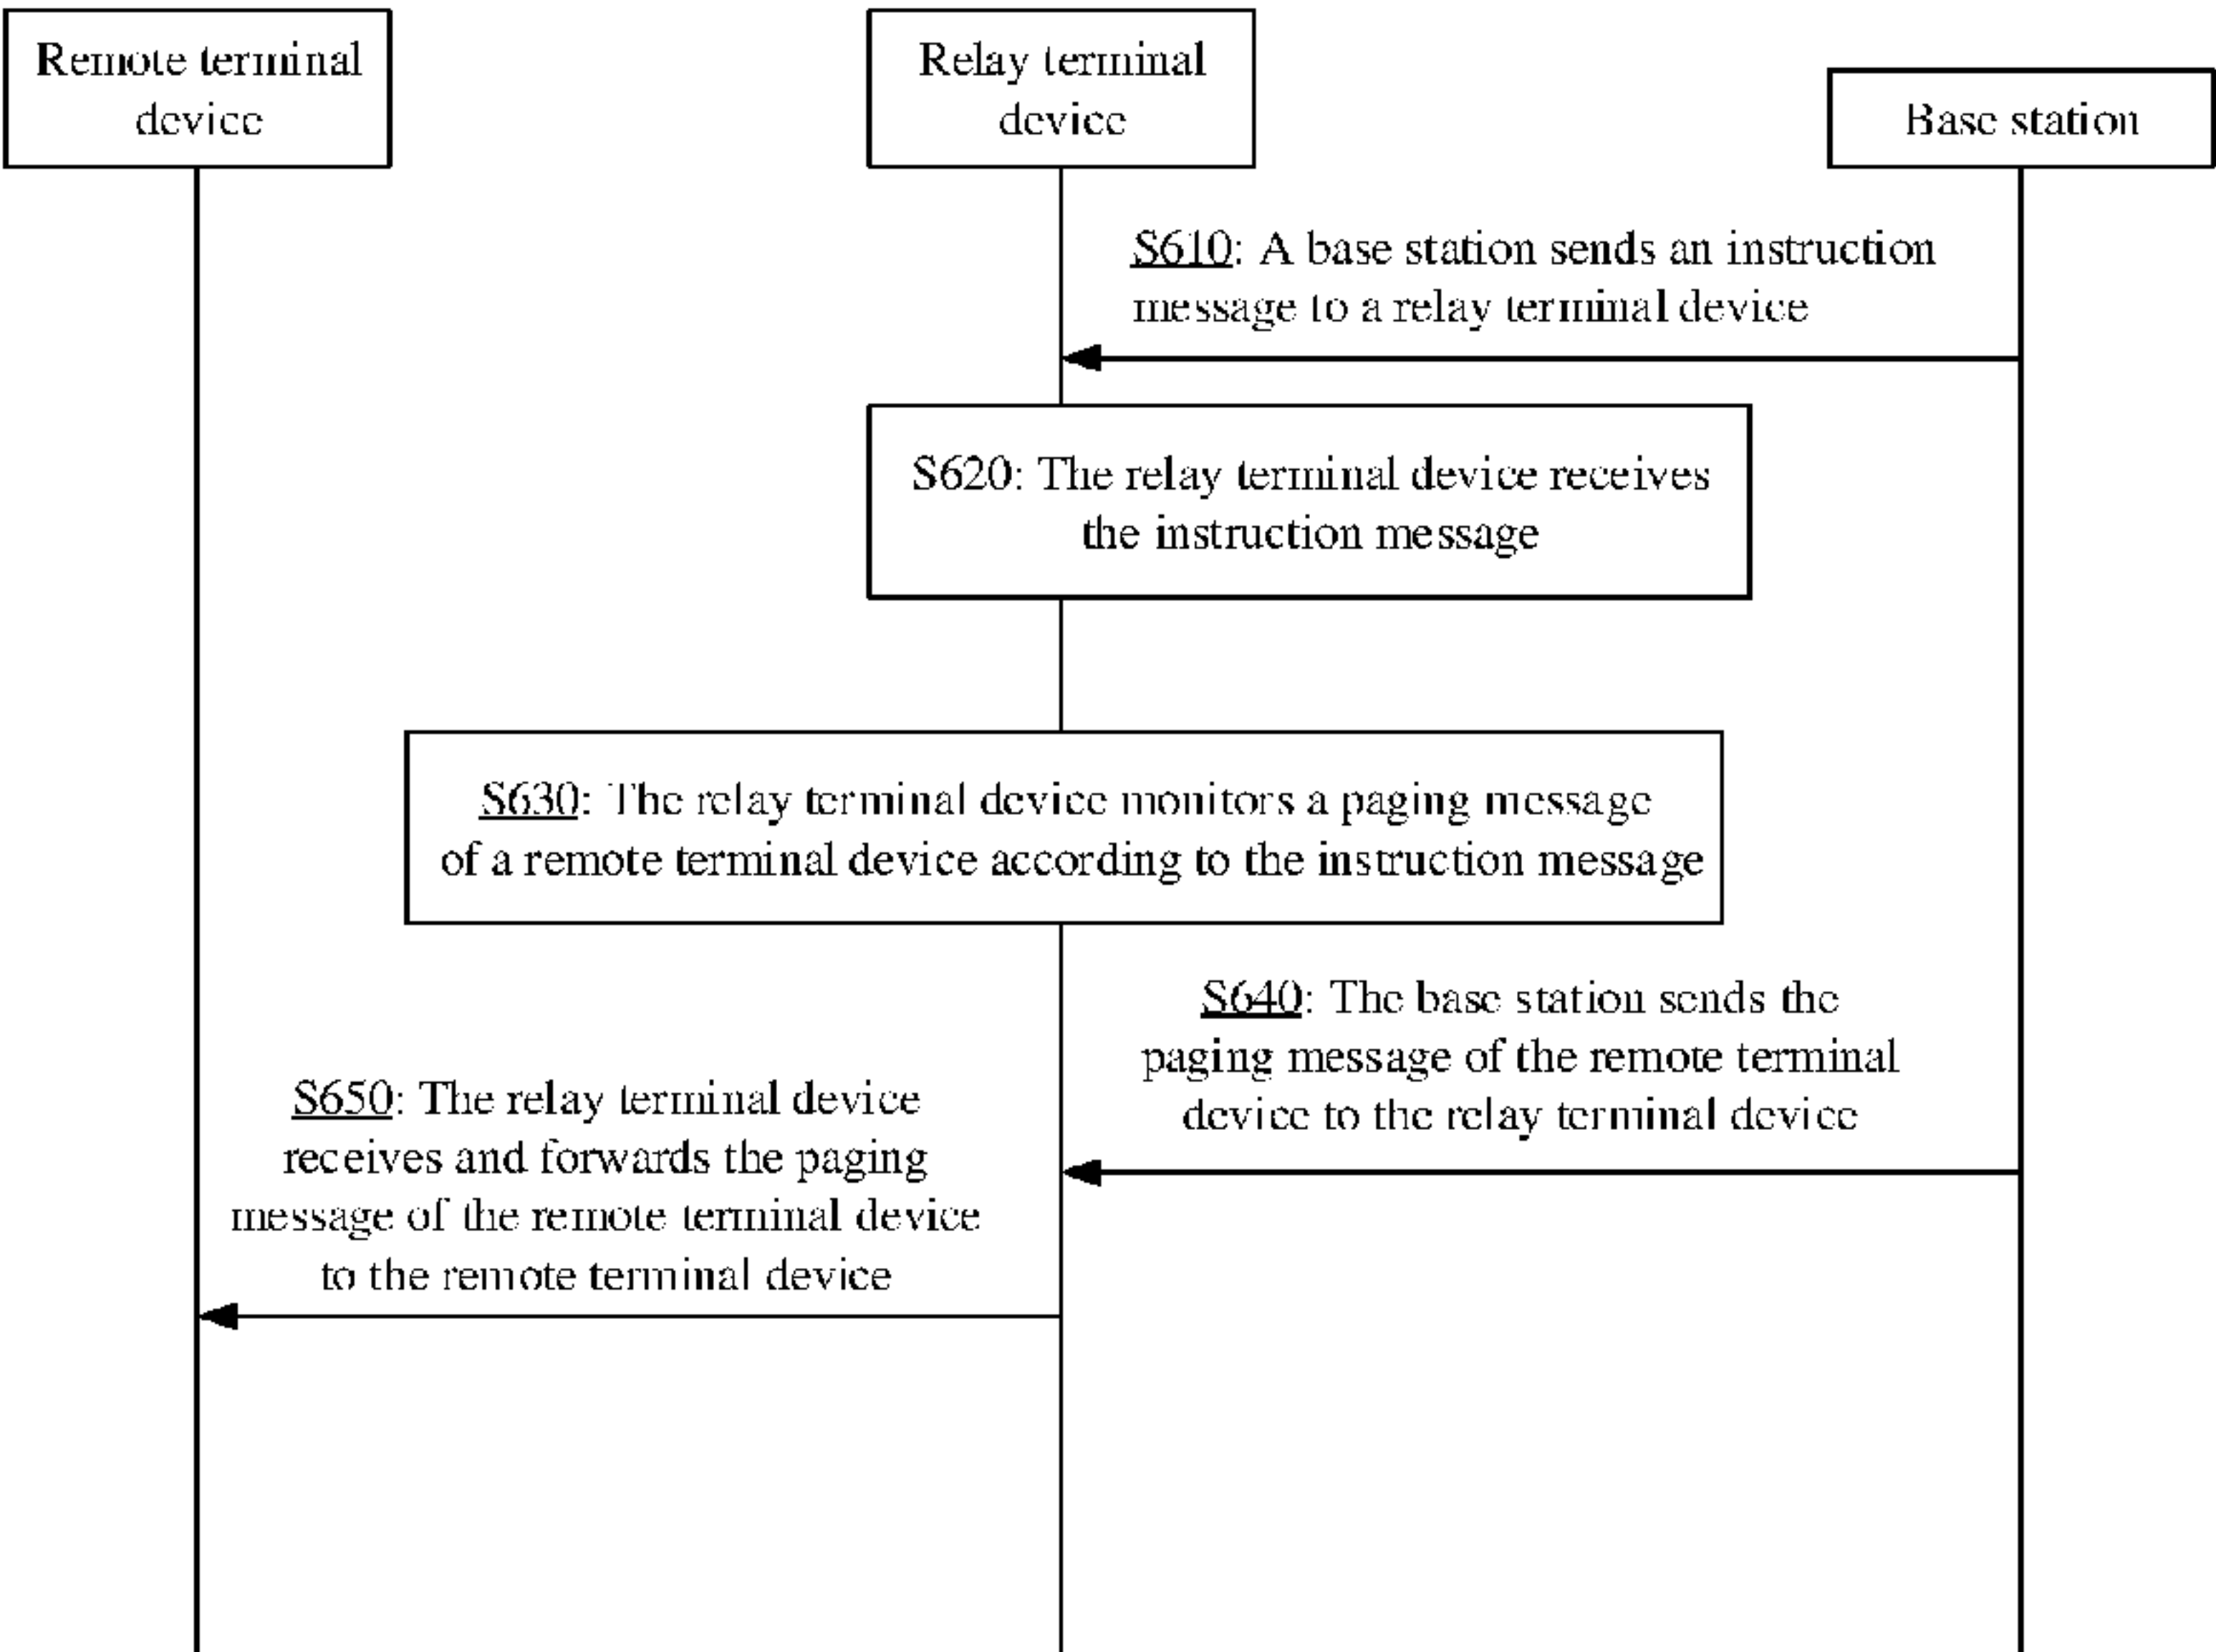 Remote terminal
device
Relay terminal
device
Base station
S610: A base station sends an instruction
message to a relay terminal device
S620: The relay terminal device receives
the instruction message
S630: The relay terminal device monitors a paging message
of a remote terminal device according to the instruction message
S640: The base station sends the
paging message of the remote terminal
device to the relay terminal device
S650: The relay terminal device
receives and forwards the paging
message of the remote terminal device
to the remote terminal device